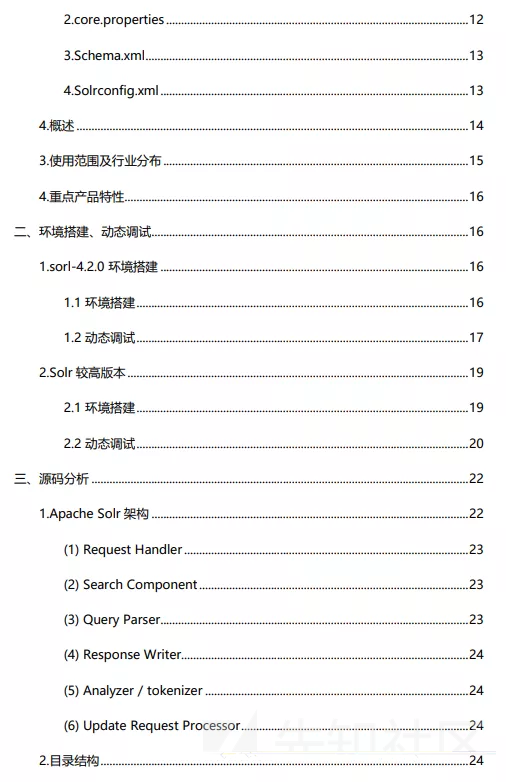 2.core.properties........12
3.Schema.xml........13
4.Solrconfig.xml........13
4.概述........14
3.使用范围及行业分布........15
4.重点产品特性........16
二、环境搭建、动态调试........16
1.sorl-4.2.0 环境搭建........16
1.1 环境搭建........16
1.2 动态调试........17
2.Solr 较高版本........19
2.1 环境搭建........19
2.2 动态调试........20
三、源码分析........22
1.Apache Solr 架构........22
(1) Request Handler........23
(2) Search Component........23
(3) Query Parser........23
(4) Response Writer........24
(5) Analyzer / tokenizer........24
(6) Update Request Processor........24
2.目录结构........24
先知社区